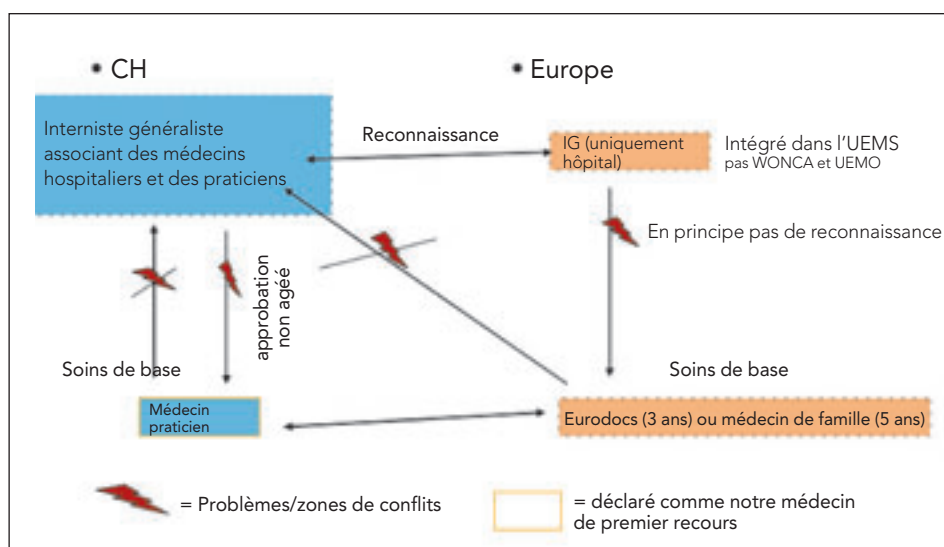 • CH
• Europe
Interniste généraliste
associant des médecins
hospitaliers et des praticiens
Reconnaissance
IG (uniquement
hôpital)
Intégré dans l'UEMS
pas WONCA et UEMO
En principe pas de reconnaissance
approbation
non agéé
Soins de base
Soins de base
Médecin
praticien
Eurodocs (3 ans) ou médecin de famille (5 ans)
= Problèmes/zones de conflits
= déclaré comme notre médecin
de premier recours